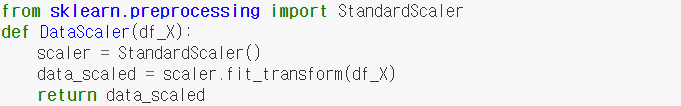 from sklearn.preprocessing import StandardScaler
def DataScaler(df_X):
    scaler = StandardScaler()
    data_scaled = scaler.fit_transform(df_X)
    return data_scaled